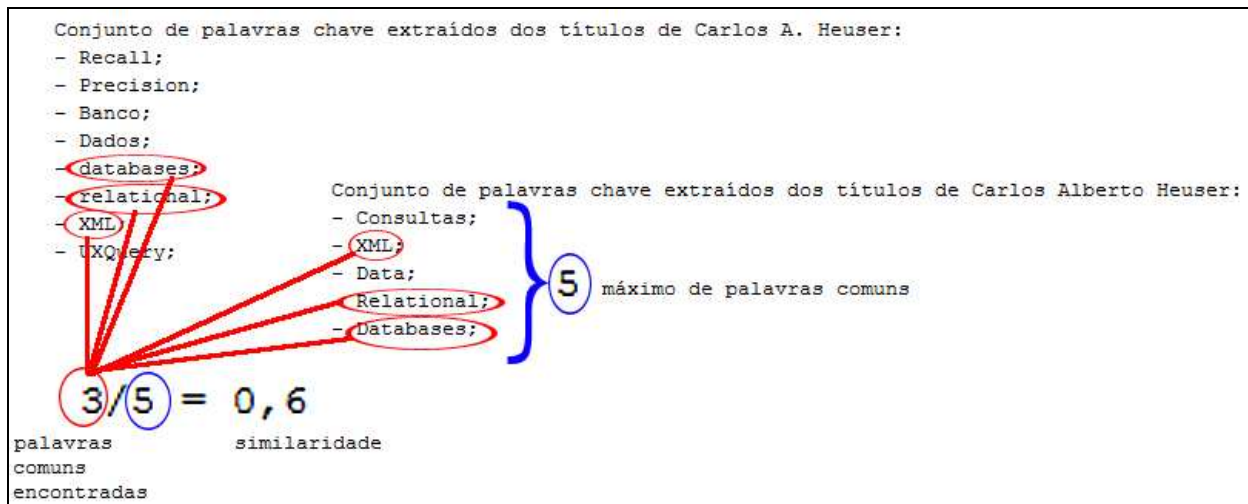 Conjunto de palavras chave extraídos dos títulos de Carlos A. Heuser:
- Recall;
- Precision;
- Banco;
- Dados;
- databases;
- relational;
- XML;
- UXQuery;
Conjunto de palavras chave extraídos dos títulos de Carlos Alberto Heuser:
- Consultas;
- XML;
- Data;
- Relational;
- Databases;
5 máximo de palavras comuns
3/5 = 0,6
palavras
comuns
encontradas
similaridade